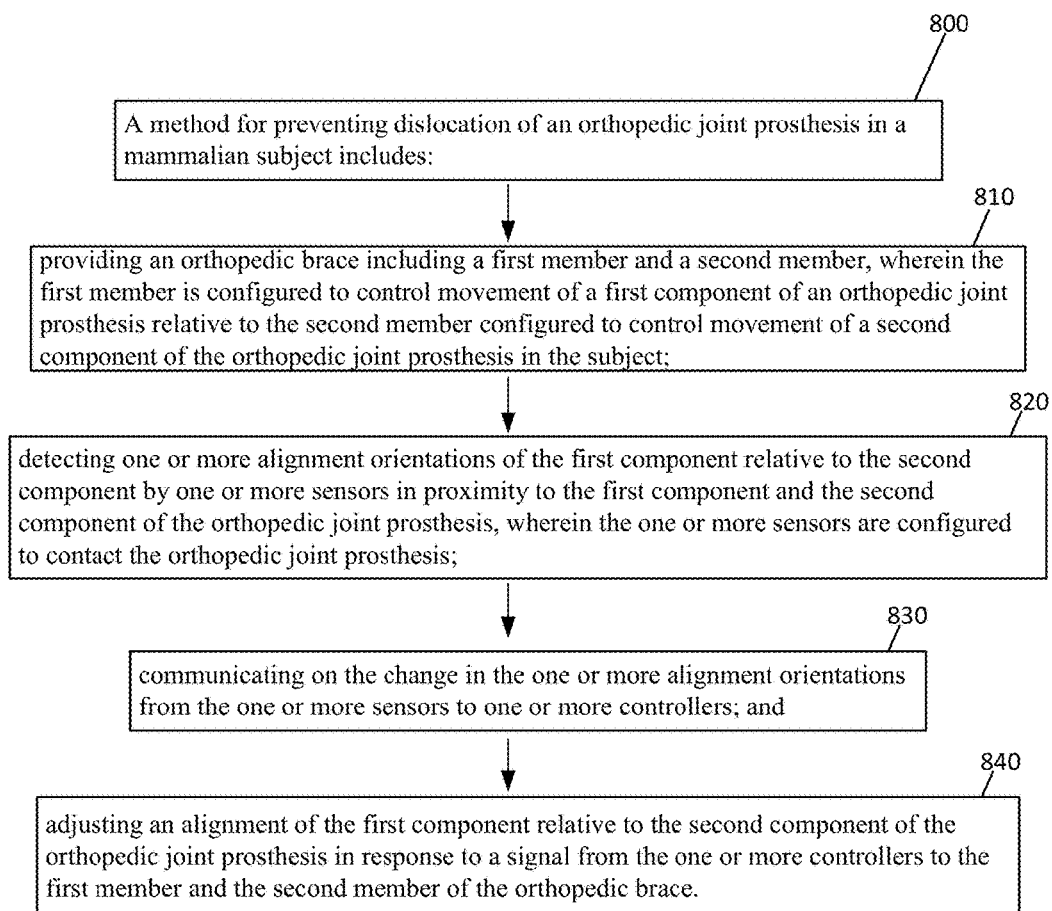 800
A method for preventing dislocation of an orthopedic joint prosthesis in a
mammalian subject includes:
810
providing an orthopedic brace including a first member and a second member, wherein the
first member is configured to control movement of a first component of an orthopedic joint
prosthesis relative to the second member configured to control movement of a second
component of the orthopedic joint prosthesis in the subject;
820
detecting one or more alignment orientations of the first component relative to the second
component by one or more sensors in proximity to the first component and the second
component of the orthopedic joint prosthesis, wherein the one or more sensors are configured
to contact the orthopedic joint prosthesis;
830
communicating on the change in the one or more alignment orientations
from the one or more sensors to one or more controllers; and
840
adjusting an alignment of the first component relative to the second component of the
orthopedic joint prosthesis in response to a signal from the one or more controllers to the
first member and the second member of the orthopedic brace.